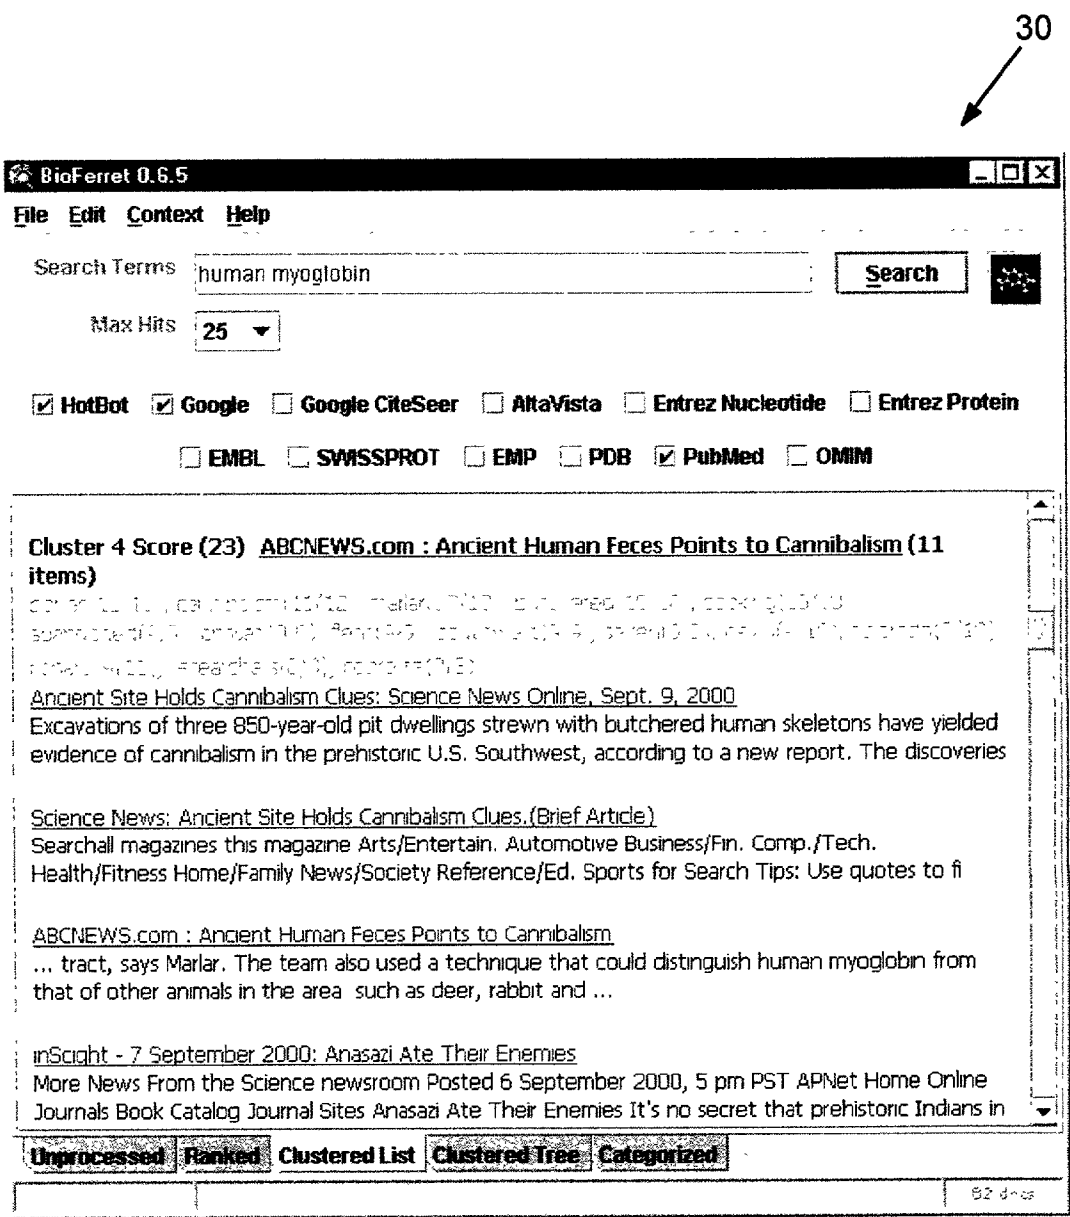 30
BioFerret 0.6.5
File Edit Context Help
Search Terms human myoglobin Search
Max Hits 25
HotBot Google Google CiteSeer AltaVista Entrez Nucleotide Entrez Protein
EMBL SWISSPROT EMP PDB PubMed OMIM
Cluster 4 Score (23) ABCNEWS.com : Ancient Human Feces Points to Cannibalism (11
items)
Ancient Site Holds Cannibalism Clues: Science News Online, Sept. 9, 2000
Excavations of three 850-year-old pit dwellings strewn with butchered human skeletons have yielded
evidence of cannibalism in the prehistoric U.S. Southwest, according to a new report. The discoveries
Science News: Ancient Site Holds Cannibalism Clues.(Brief Article)
Searchall magazines this magazine Arts/Entertain. Automotive Business/Fin. Comp./Tech.
Health/Fitness Home/Family News/Society Reference/Ed. Sports for Search Tips: Use quotes to fi
ABCNEWS.com : Ancient Human Feces Points to Cannibalism
... tract, says Marlar. The team also used a technique that could distinguish human myoglobin from
that of other animals in the area such as deer, rabbit and ...
inScight - 7 September 2000: Anasazi Ate Their Enemies
More News From the Science newsroom Posted 6 September 2000, 5 pm PST APNet Home Online
Journals Book Catalog Journal Sites Anasazi Ate Their Enemies It's no secret that prehistoric Indians in
Unprocessed Ranked Clustered List Clustered Tree Categorized
82 docs